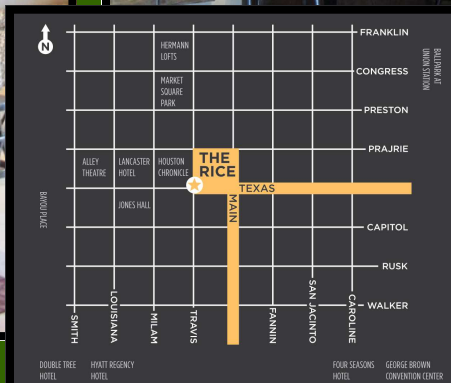 N
FRANKLIN
HERMANN
LOFTS
CONGRESS
BALLPARK AT
UNION STATION
MARKET
SQUARE
PARK
PRESTON
PRAJRIE
ALLEY
THEATRE
LANCASTER
HOTEL
HOUSTON
CHRONICLE
THE
RICE
TEXAS
BAYOU PLACE
JONES HALL
MAIN
CAPITOL
RUSK
WALKER
SMITH
LOUISIANA
MILAM
TRAVIS
FANNIN
SAN JACINTO
CAROLINE
DOUBLE TREE
HOTEL
HYATT REGENCY
HOTEL
FOUR SEASONS
HOTEL
GEORGE BROWN
CONVENTION CENTER